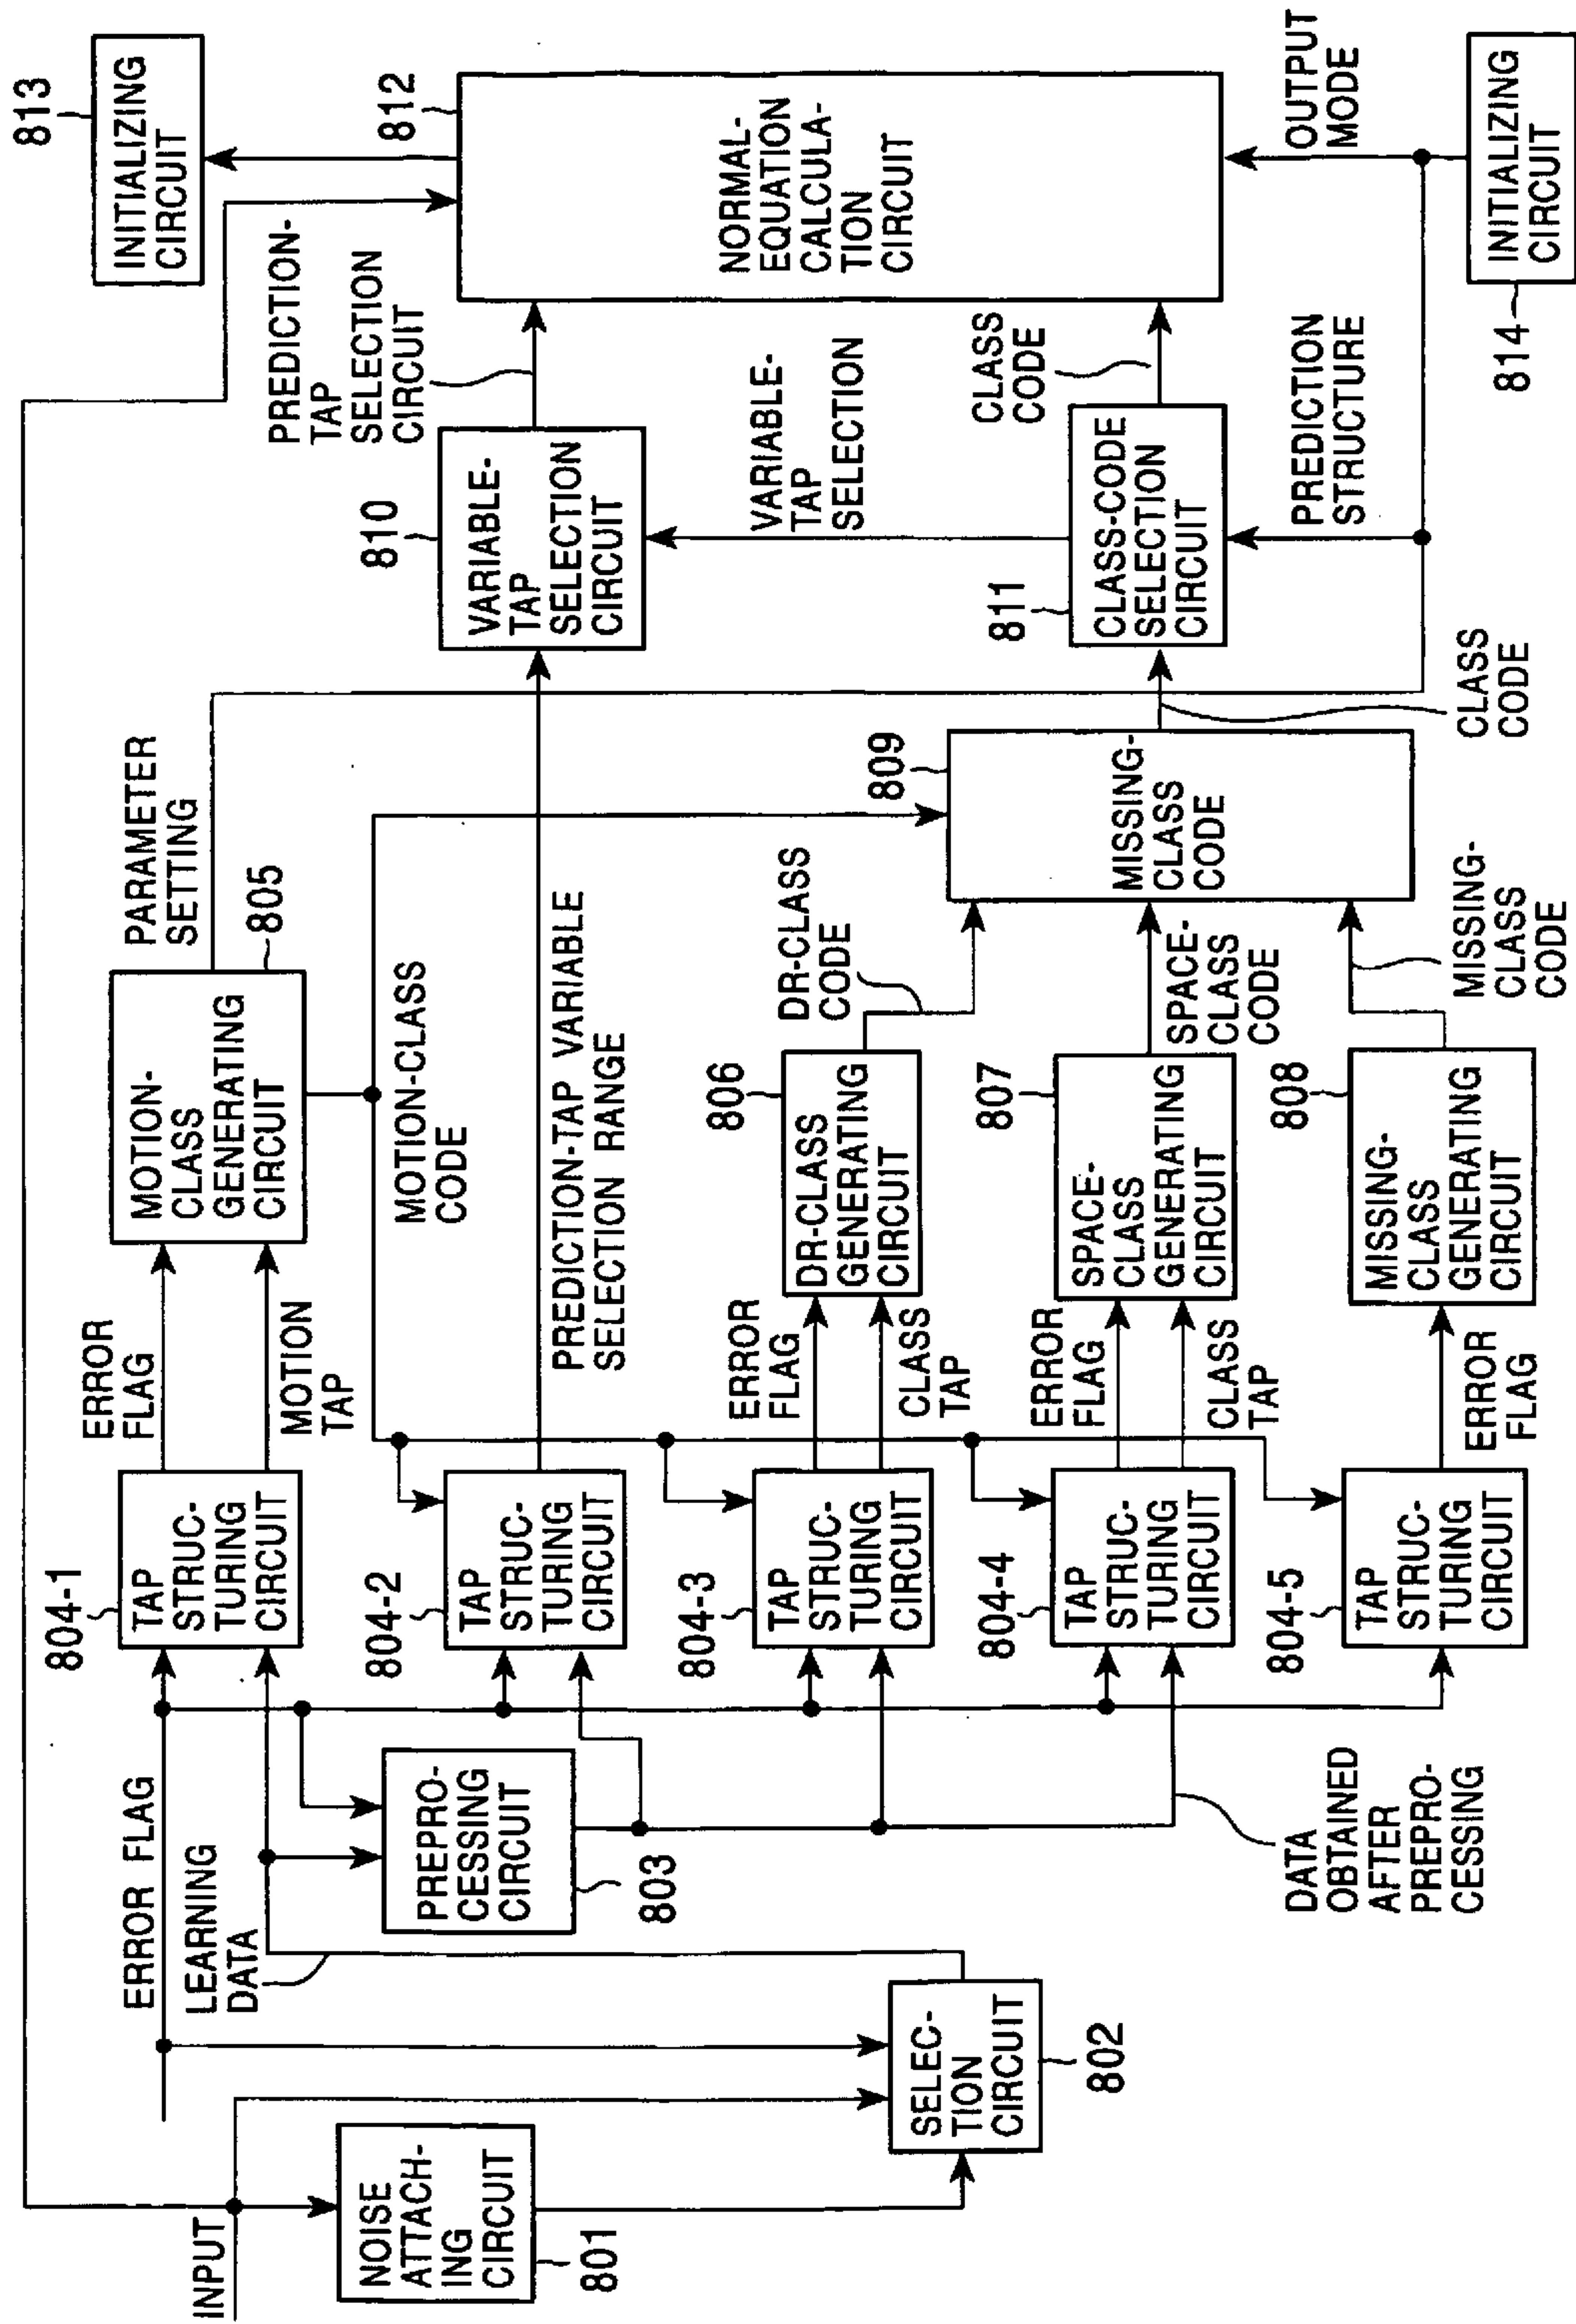 INPUT
NOISE
ATTACH-
ING
CIRCUIT
801
ERROR FLAG
LEARNING
DATA
SELEC-
TION
CIRCUIT
802
PREPRO-
CESSING
CIRCUIT
803
DATA
OBTAINED
AFTER
PREPRO-
CESSING
804-1
TAP
STRUC-
TURING
CIRCUIT
804-2
TAP
STRUC-
TURING
CIRCUIT
804-3
TAP
STRUC-
TURING
CIRCUIT
804-4
TAP
STRUC-
TURING
CIRCUIT
804-5
TAP
STRUC-
TURING
CIRCUIT
ERROR
FLAG
MOTION
TAP
ERROR
FLAG
CLASS
TAP
ERROR
FLAG
CLASS
TAP
ERROR
FLAG
MOTION-
CLASS
GENERATING
CIRCUIT
805
PARAMETER
SETTING
MOTION-CLASS
CODE
PREDICTION-TAP VARIABLE
SELECTION RANGE
806
DR-CLASS
GENERATING
CIRCUIT
DR-CLASS
CODE
807
SPACE-
CLASS
GENERATING
CIRCUIT
SPACE-
CLASS
CODE
808
MISSING-
CLASS
GENERATING
CIRCUIT
MISSING-
CLASS
CODE
809
MISSING-
CLASS
CODE
CLASS
CODE
810
VARIABLE-
TAP
SELECTION
CIRCUIT
VARIABLE-
TAP
SELECTION
811
CLASS-CODE
SELECTION
CIRCUIT
PREDICTION
STRUCTURE
PREDICTION-
TAP
SELECTION
CIRCUIT
CLASS
CODE
812
NORMAL-
EQUATION
CALCULA-
TION
CIRCUIT
813
INITIALIZING
CIRCUIT
OUTPUT
MODE
814
INITIALIZING
CIRCUIT